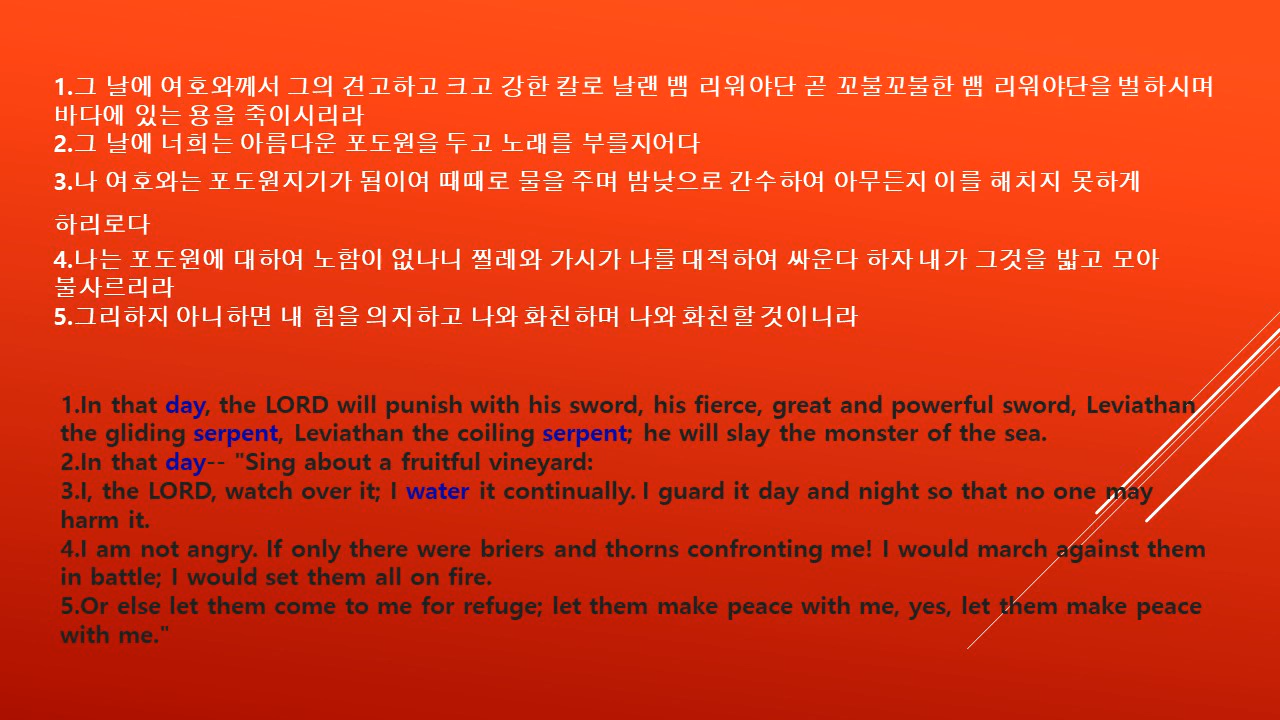 1.그 날에 여호와께서 그의 견고하고 크고 강한 칼로 날랜 뱀 리워야단 곧 꼬불꼬불한 뱀 리워야단을 벌하시며
바다에 있는 용을 죽이시리라
2.그 날에 너희는 아름다운 포도원을 두고 노래를 부를지어다
3.나 여호와는 포도원지기가 됨이여 때때로 물을 주며 밤낮으로 간수하여 아무든지 이를 해치지 못하게
하리로다
4.나는 포도원에 대하여 노함이 없나니 찔레와 가시가 나를 대적하여 싸운다 하자 내가 그것을 밟고 모아
불사르리라
5.그리하지 아니하면 내 힘을 의지하고 나와 화친하며 나와 화친할 것이니라
1.In that day, the LORD will punish with his sword, his fierce, great and powerful sword, Leviathan
the gliding serpent, Leviathan the coiling serpent; he will slay the monster of the sea.
2.In that day-- "Sing about a fruitful vineyard:
3.I, the LORD, watch over it; I water it continually. I guard it day and night so that no one may
harm it.
4.I am not angry. If only there were briers and thorns confronting me! I would march against them
in battle; I would set them all on fire.
5.Or else let them come to me for refuge; let them make peace with me, yes, let them make peace
with me."